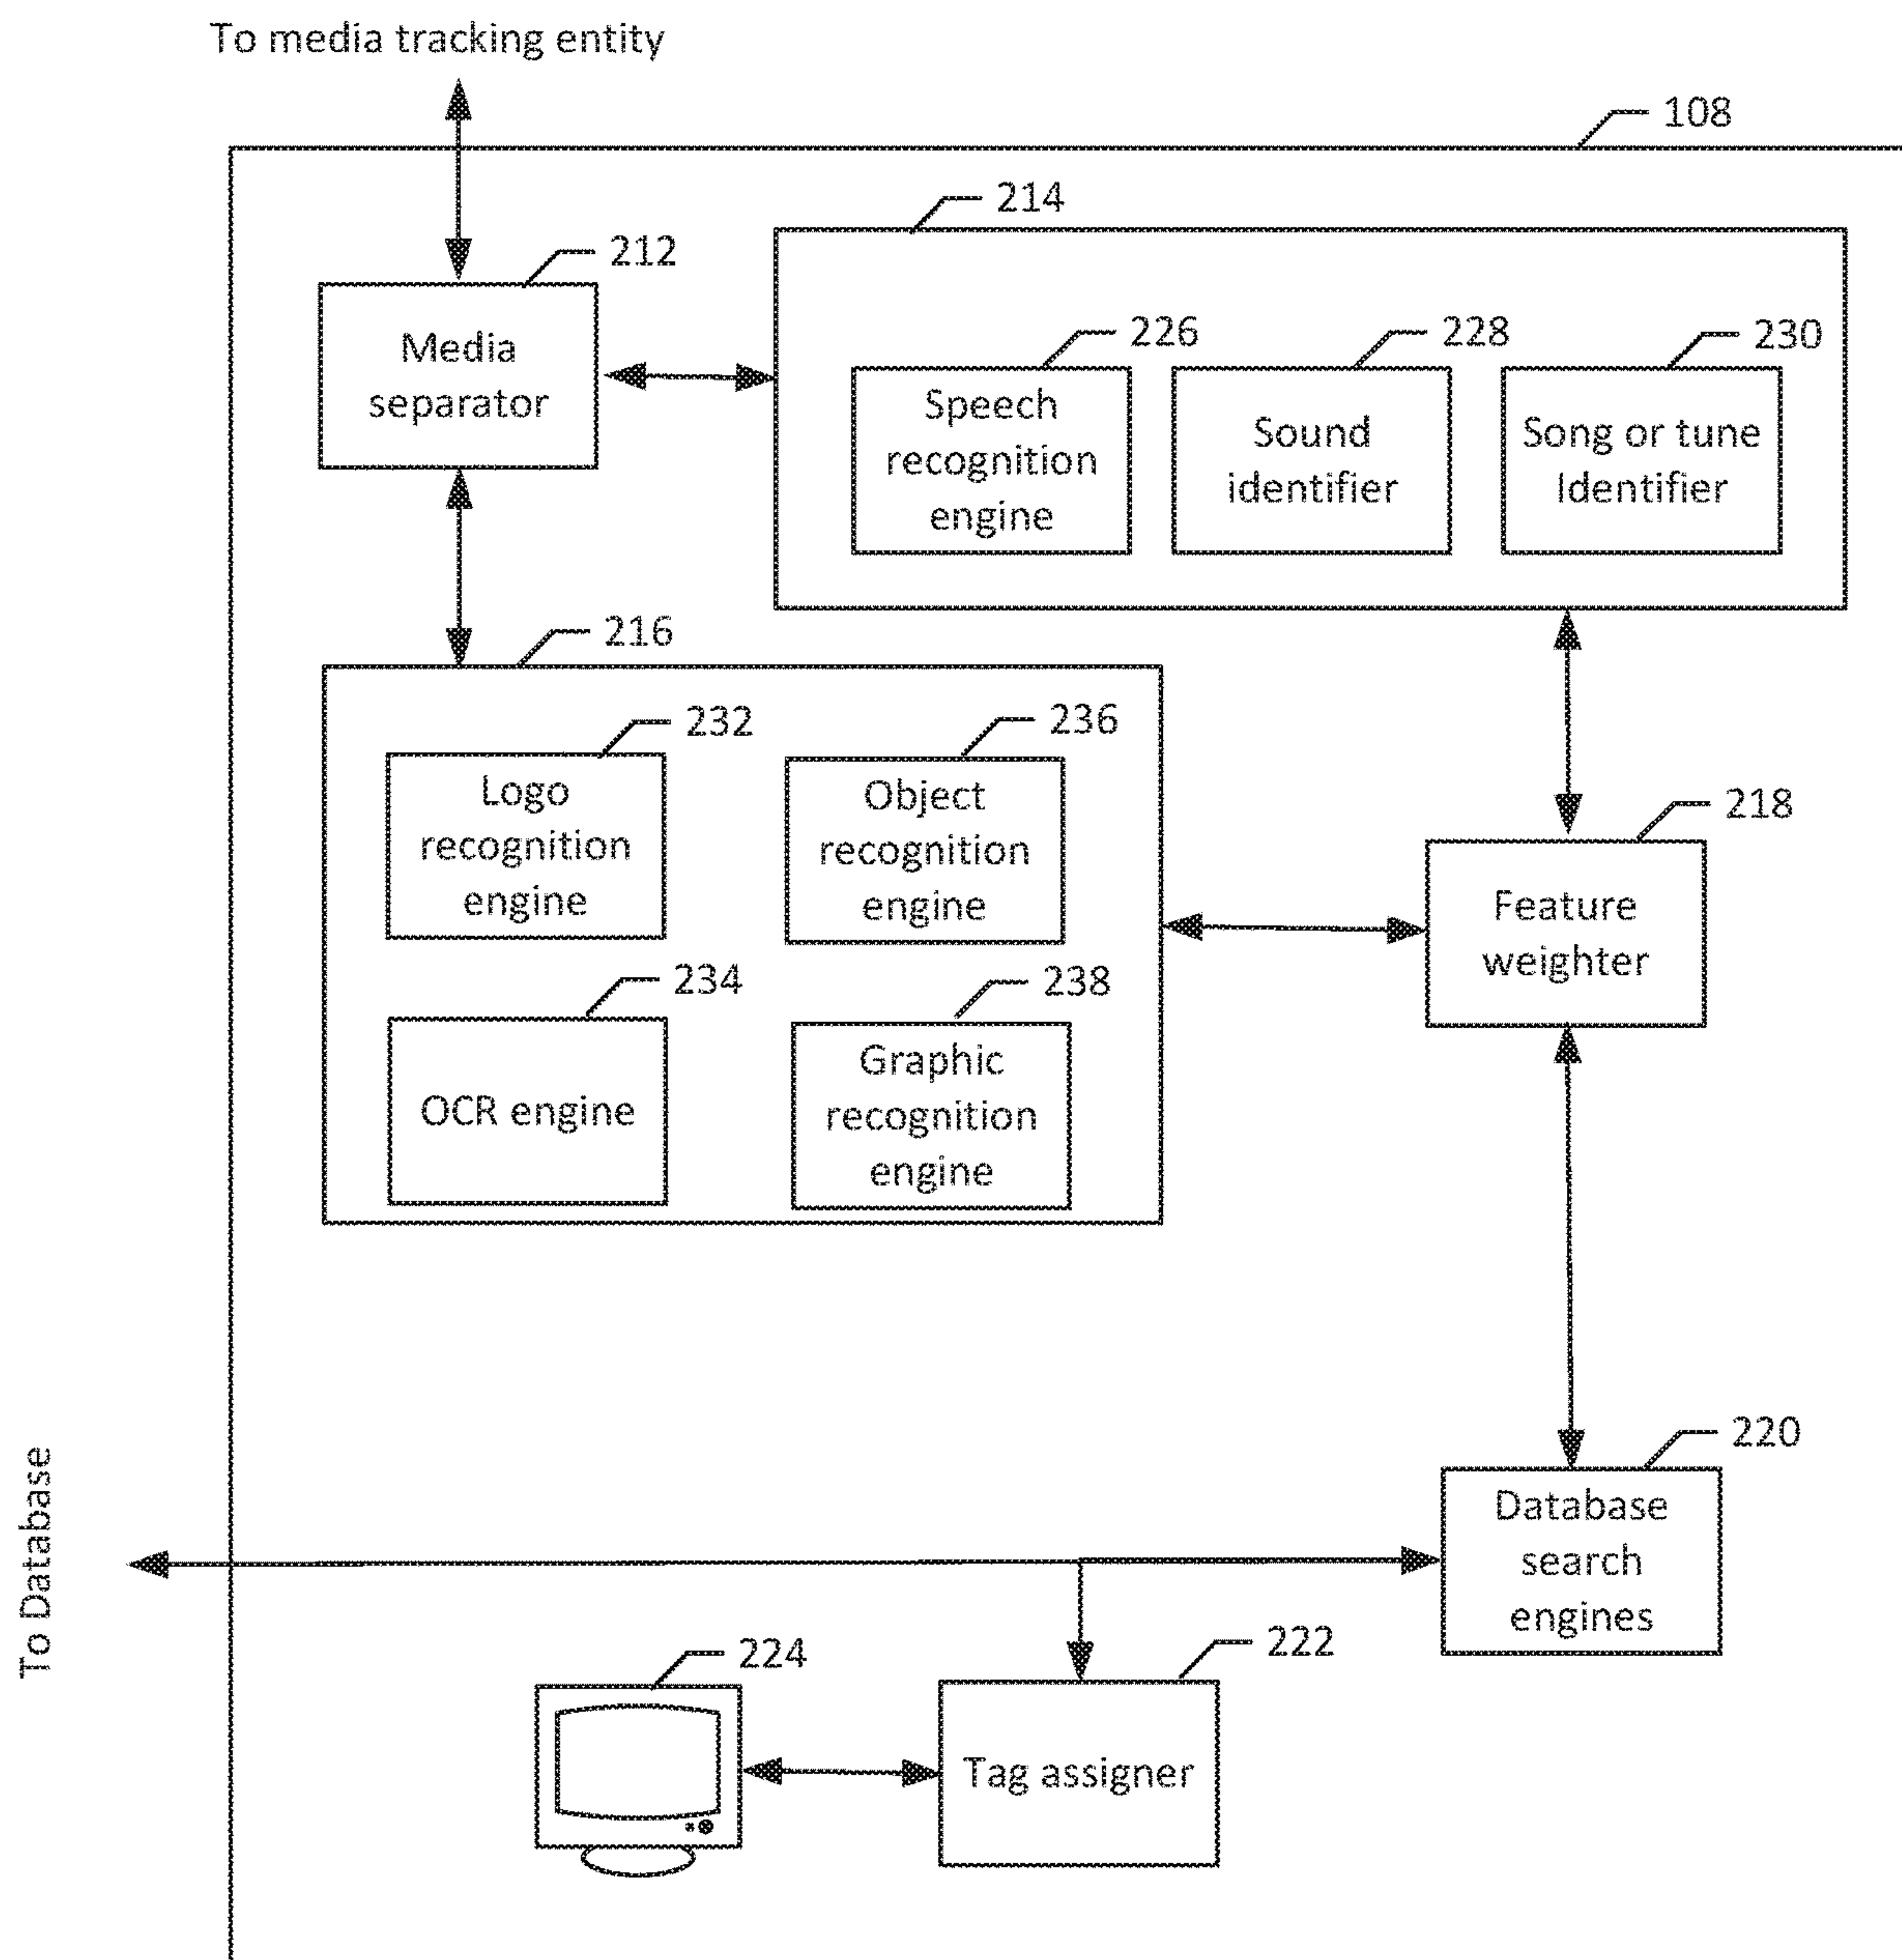 To media tracking entity
108
214
212
Media
separator
226
Speech
recognition
engine
228
Sound
identifier
230
Song or tune
Identifier
216
232
Logo
recognition
engine
236
Object
recognition
engine
234
OCR engine
238
Graphic
recognition
engine
218
Feature
weighter
220
Database
search
engines
To Database
224
222
Tag assigner